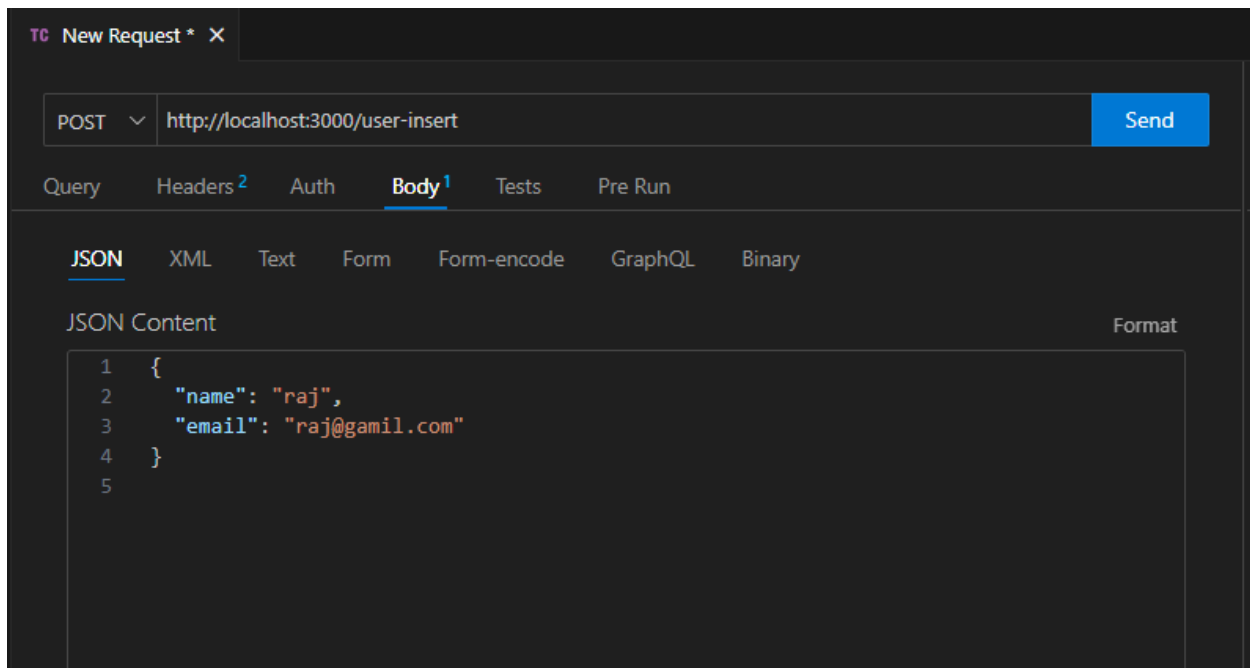 TC New Request *
POST http://localhost:3000/user-insert Send
Query Headers 2 Auth Body 1 Tests Pre Run
JSON XML Text Form Form-encode GraphQL Binary
JSON Content Format
1 {
2 "name": "raj",
3 "email": "raj@gamil.com"
4 }
5